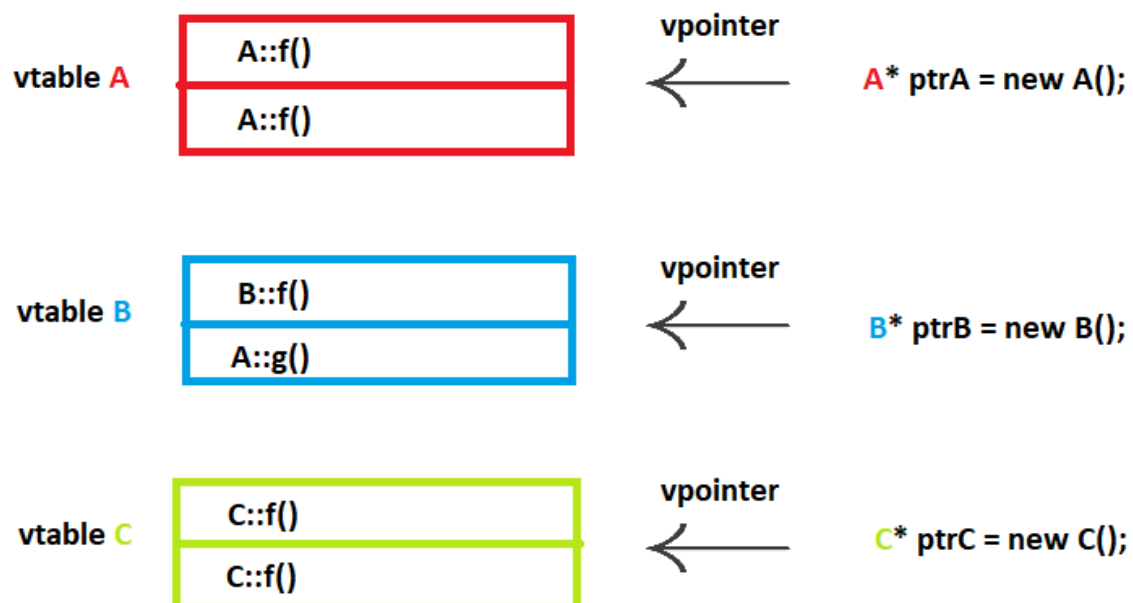 A::f()
vpointer
vtable A
A* ptrA = new A();
A::f()
B::f()
vpointer
vtable B
B* ptrB = new B();
A::g()
C::f()
vpointer
vtable C
C* ptrC = new C();
C::f()